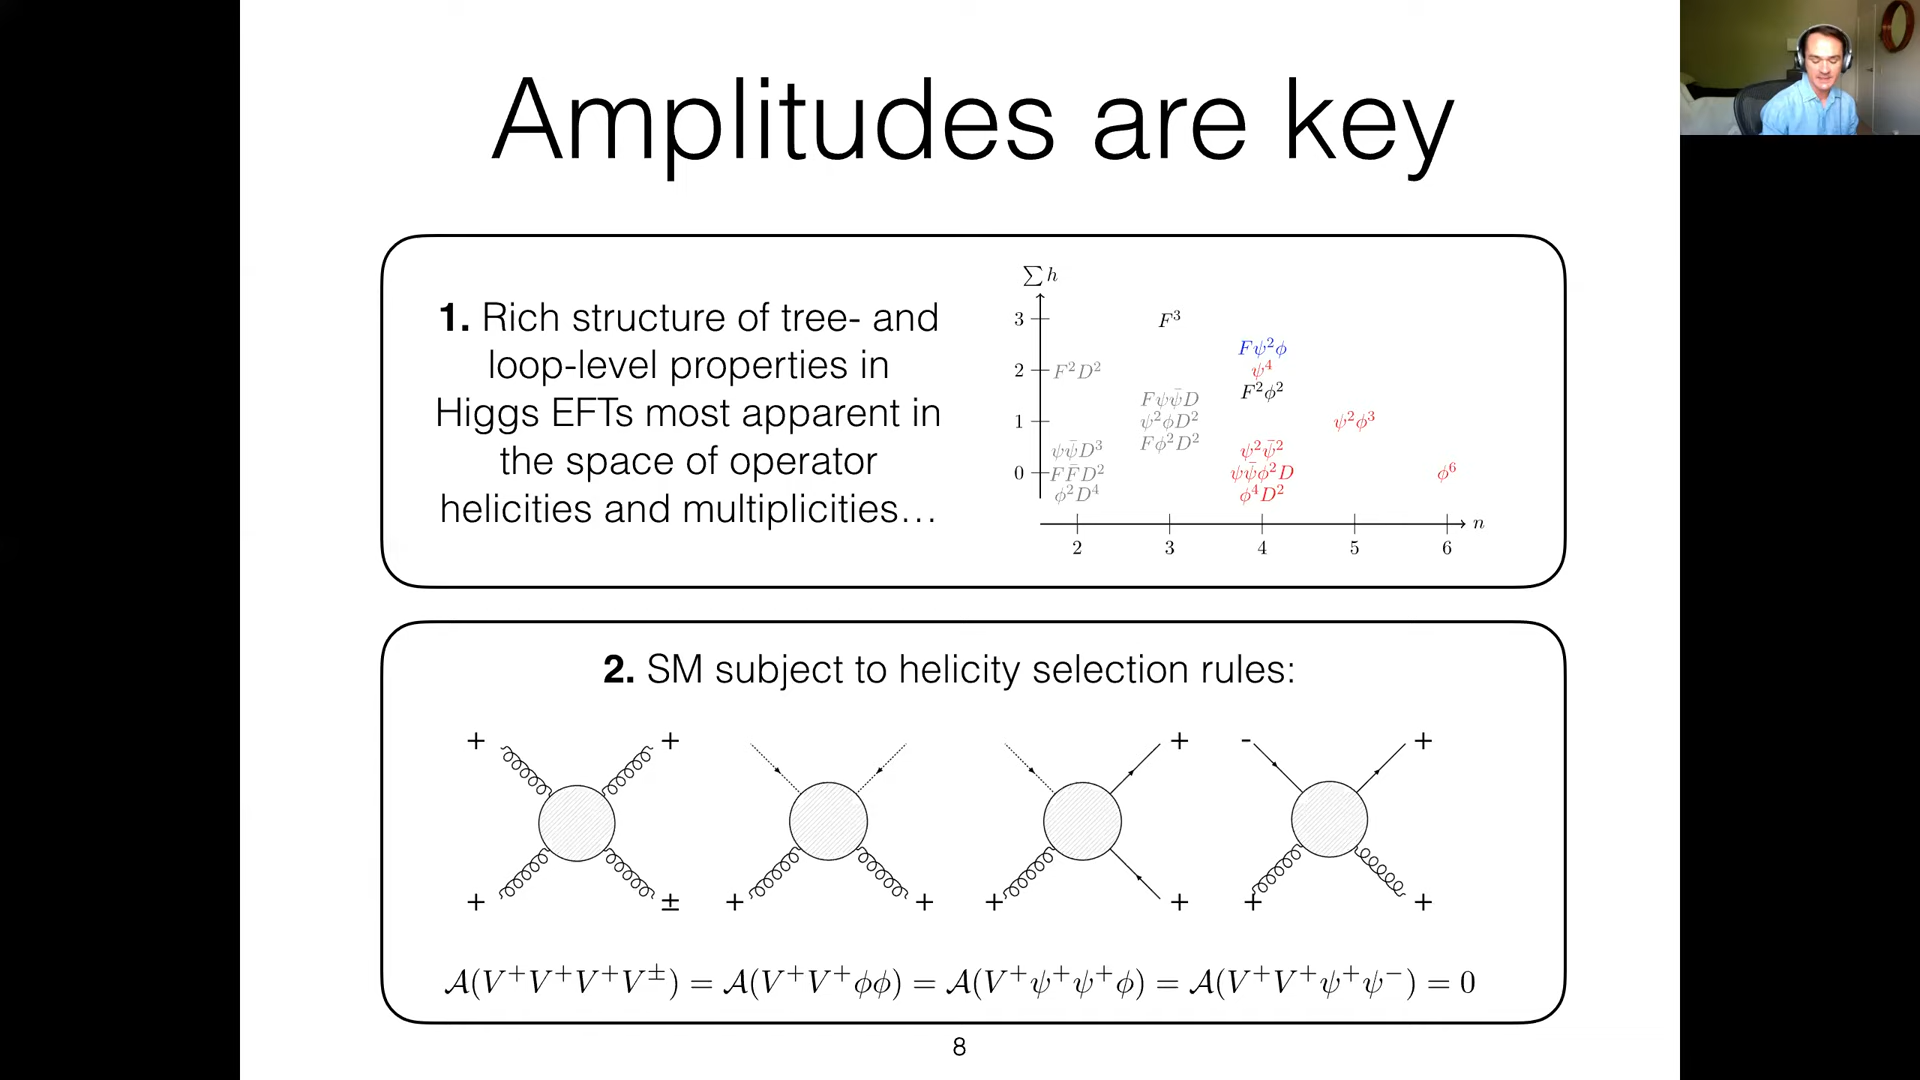 Amplitudes are key
1. Rich structure of tree- and
loop-level properties in
Higgs EFTs most apparent in
the space of operator
helicities and multiplicities…
∑ h
3
F³
Fψ²ϕ
2
F²D²
ψ⁴
F²ϕ²
Fψψ̄D
1
ψ²ϕD²
ψ²ϕ³
Fϕ²D²
ψψ̄D³
ψ²ψ̄²
0
FF̄D²
ψψ̄ϕ²D
ϕ⁶
ϕ²D⁴
ϕ⁴D²
n
2 3 4 5 6
2. SM subject to helicity selection rules:
+ + + - +
+ ± + + + + + +
𝒜(V⁺V⁺V⁺V^±) = 𝒜(V⁺V⁺ϕϕ) = 𝒜(V⁺ψ⁺ψ⁺ϕ) = 𝒜(V⁺V⁺ψ⁺ψ⁻) = 0
8